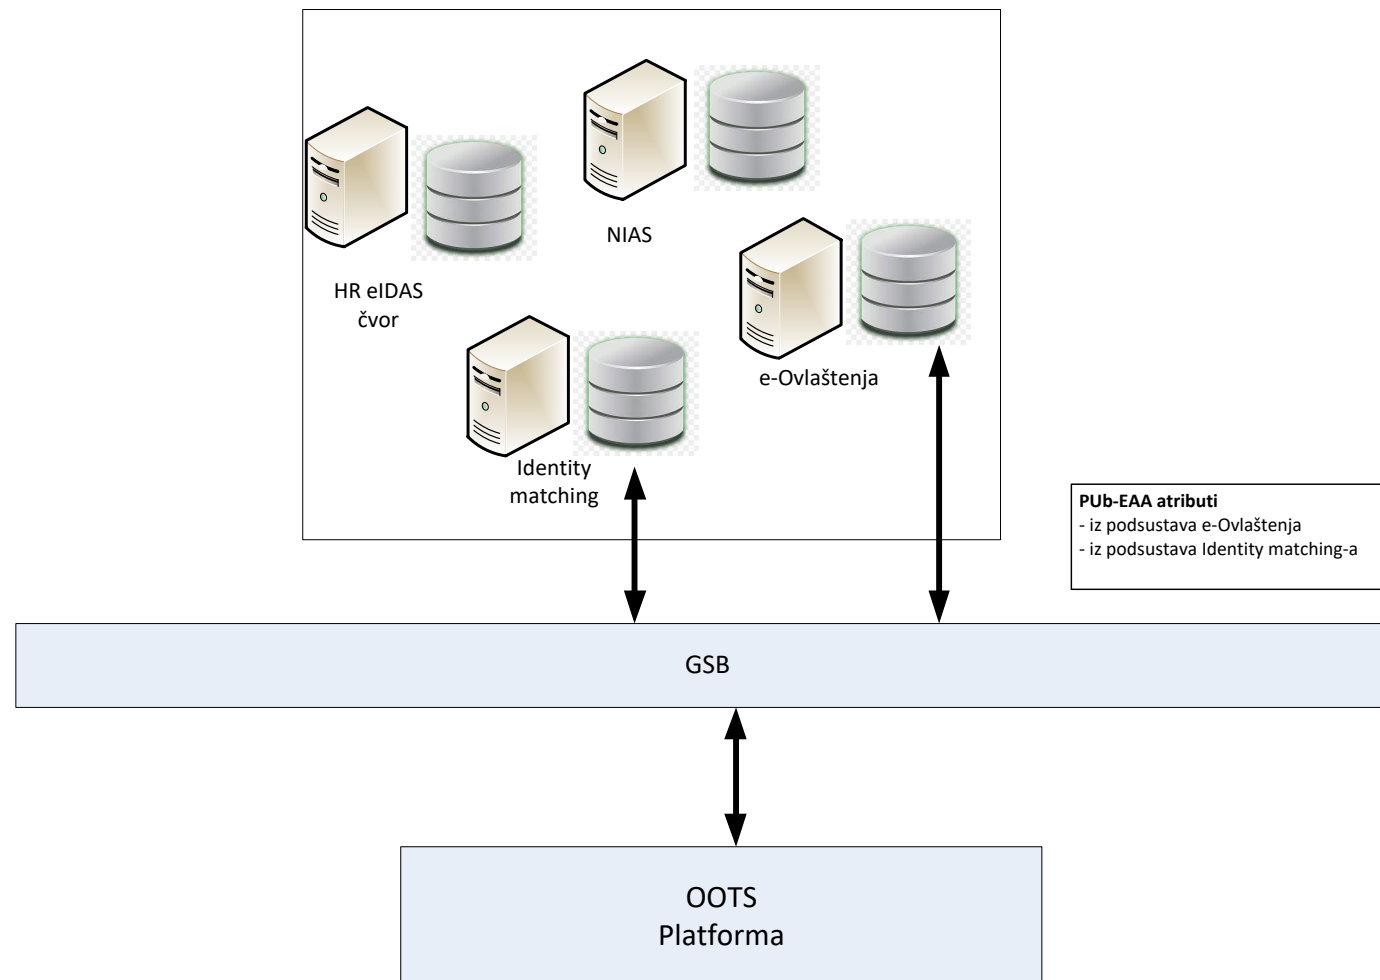 NIAS
HR eIDAS
čvor
e-Ovlaštenja
Identity
matching
PUb-EAA atributi
- iz podsustava e-Ovlaštenja
- iz podsustava Identity matching-a
GSB
OOTS
Platforma